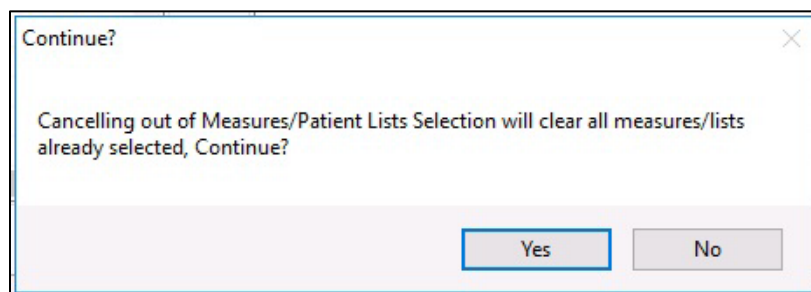 Continue?
Cancelling out of Measures/Patient Lists Selection will clear all measures/lists
already selected, Continue?
Yes No